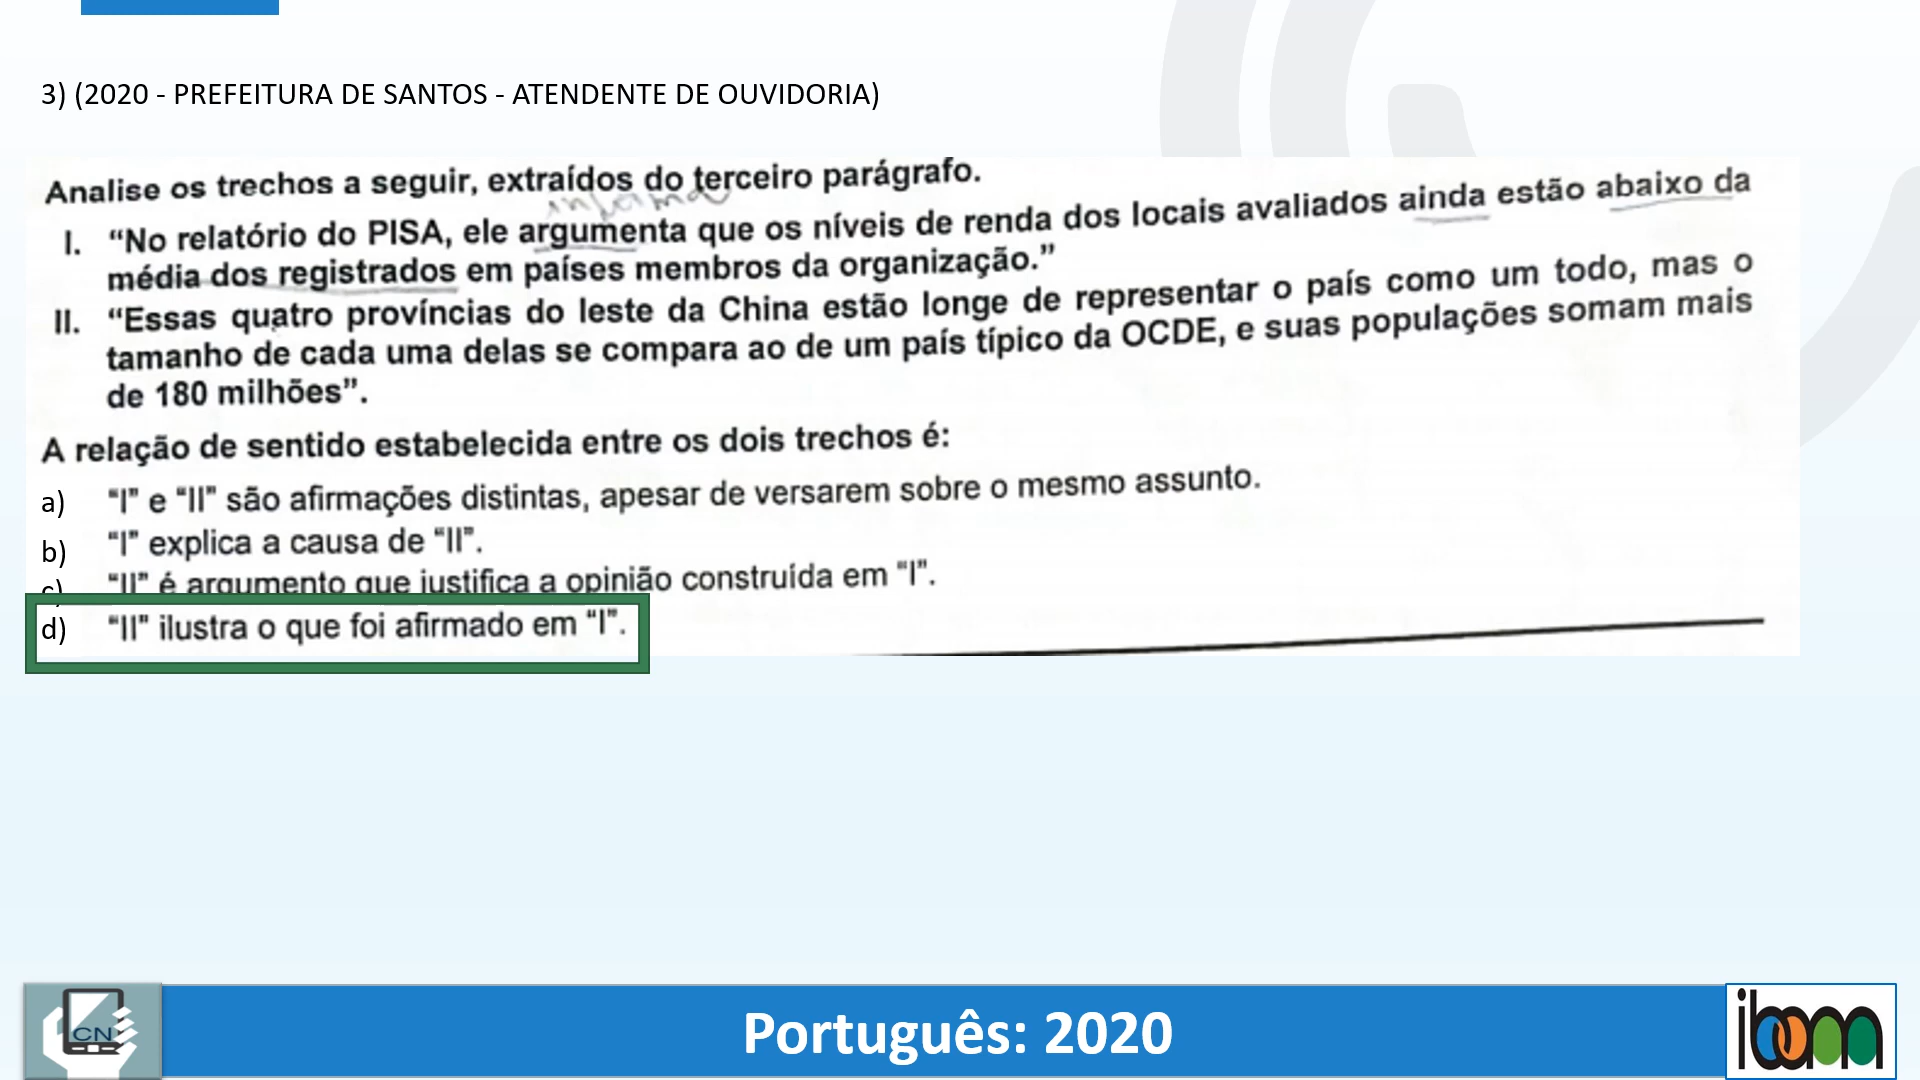 3) (2020 - PREFEITURA DE SANTOS - ATENDENTE DE OUVIDORIA)
Analise os trechos a seguir, extraídos do terceiro parágrafo.
informa
I. “No relatório do PISA, ele argumenta que os níveis de renda dos locais avaliados ainda estão abaixo da
média dos registrados em países membros da organização.”
II. “Essas quatro províncias do leste da China estão longe de representar o país como um todo, mas o
tamanho de cada uma delas se compara ao de um país típico da OCDE, e suas populações somam mais
de 180 milhões”.
A relação de sentido estabelecida entre os dois trechos é:
a) “I” e “II” são afirmações distintas, apesar de versarem sobre o mesmo assunto.
b) “I” explica a causa de “II”.
c) “II” é argumento que justifica a opinião construída em “I”.
d) “II” ilustra o que foi afirmado em “I”.
CN
Português: 2020
ibam